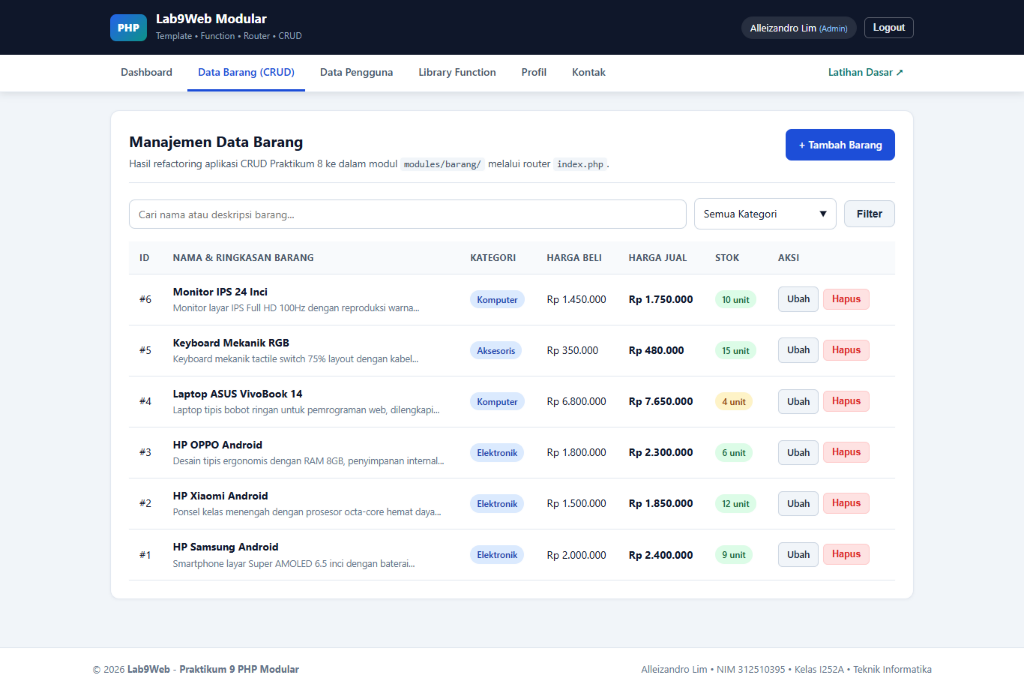 PHP
Lab9Web Modular
Template • Function • Router • CRUD
Alleizandro Lim (Admin)
Logout
Dashboard
Data Barang (CRUD)
Data Pengguna
Library Function
Profil
Kontak
Latihan Dasar ↗
Manajemen Data Barang
Hasil refactoring aplikasi CRUD Praktikum 8 ke dalam modul modules/barang/ melalui router index.php.
+ Tambah Barang
Cari nama atau deskripsi barang...
Semua Kategori ▼
Filter
ID NAMA & RINGKASAN BARANG KATEGORI HARGA BELI HARGA JUAL STOK AKSI
#6 Monitor IPS 24 Inci Komputer Rp 1.450.000 Rp 1.750.000 10 unit Ubah Hapus
Monitor layar IPS Full HD 100Hz dengan reproduksi warna...
#5 Keyboard Mekanik RGB Aksesoris Rp 350.000 Rp 480.000 15 unit Ubah Hapus
Keyboard mekanik tactile switch 75% layout dengan kabel...
#4 Laptop ASUS VivoBook 14 Komputer Rp 6.800.000 Rp 7.650.000 4 unit Ubah Hapus
Laptop tipis bobot ringan untuk pemrograman web, dilengkapi...
#3 HP OPPO Android Elektronik Rp 1.800.000 Rp 2.300.000 6 unit Ubah Hapus
Desain tipis ergonomis dengan RAM 8GB, penyimpanan internal...
#2 HP Xiaomi Android Elektronik Rp 1.500.000 Rp 1.850.000 12 unit Ubah Hapus
Ponsel kelas menengah dengan prosesor octa-core hemat daya...
#1 HP Samsung Android Elektronik Rp 2.000.000 Rp 2.400.000 9 unit Ubah Hapus
Smartphone layar Super AMOLED 6.5 inci dengan baterai...
© 2026 Lab9Web - Praktikum 9 PHP Modular
Alleizandro Lim • NIM 312510395 • Kelas I252A • Teknik Informatika